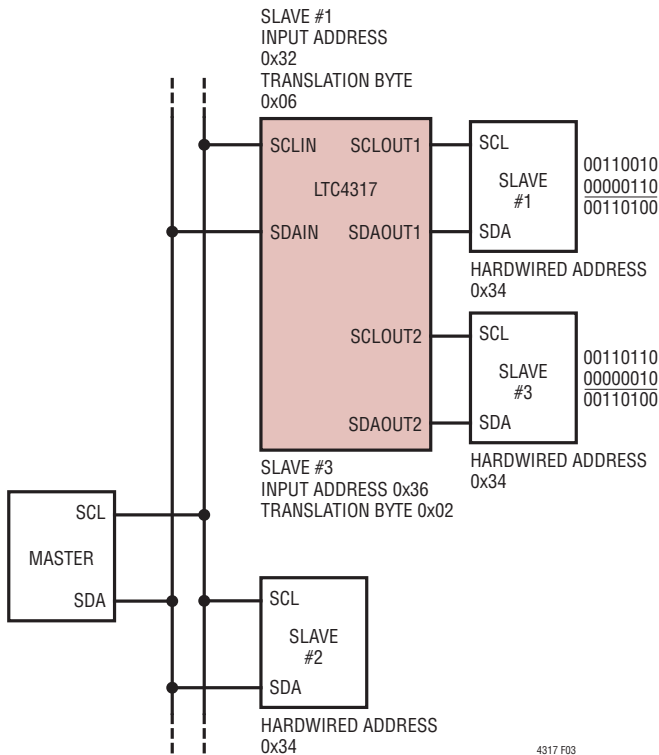 SLAVE #1
INPUT ADDRESS
0x32
TRANSLATION BYTE
0x06
SCLIN
SCLOUT1
LTC4317
SDAIN
SDAOUT1
SCLOUT2
SDAOUT2
SCL
SLAVE
#1
SDA
00110010
00000110
00110100
HARDWIRED ADDRESS
0x34
SCL
SLAVE
#3
SDA
00110110
00000010
00110100
HARDWIRED ADDRESS
0x34
SLAVE #3
INPUT ADDRESS 0x36
TRANSLATION BYTE 0x02
SCL
MASTER
SDA
SCL
SLAVE
#2
SDA
HARDWIRED ADDRESS
0x34
4317 F03